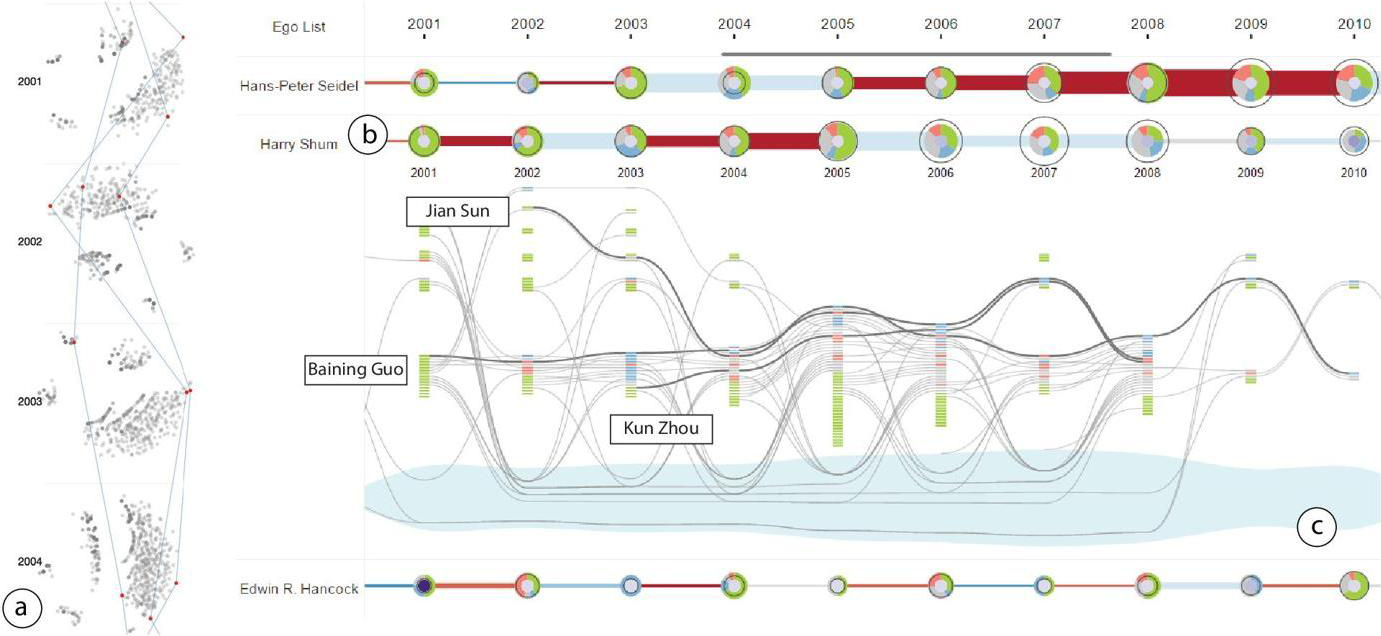 2001
2002
2003
2004
a
Ego List 2001 2002 2003 2004 2005 2006 2007 2008 2009 2010
Hans-Peter Seidel
b
Harry Shum
2001 2002 2003 2004 2005 2006 2007 2008 2009 2010
Jian Sun
Baining Guo
Kun Zhou
c
Edwin R. Hancock